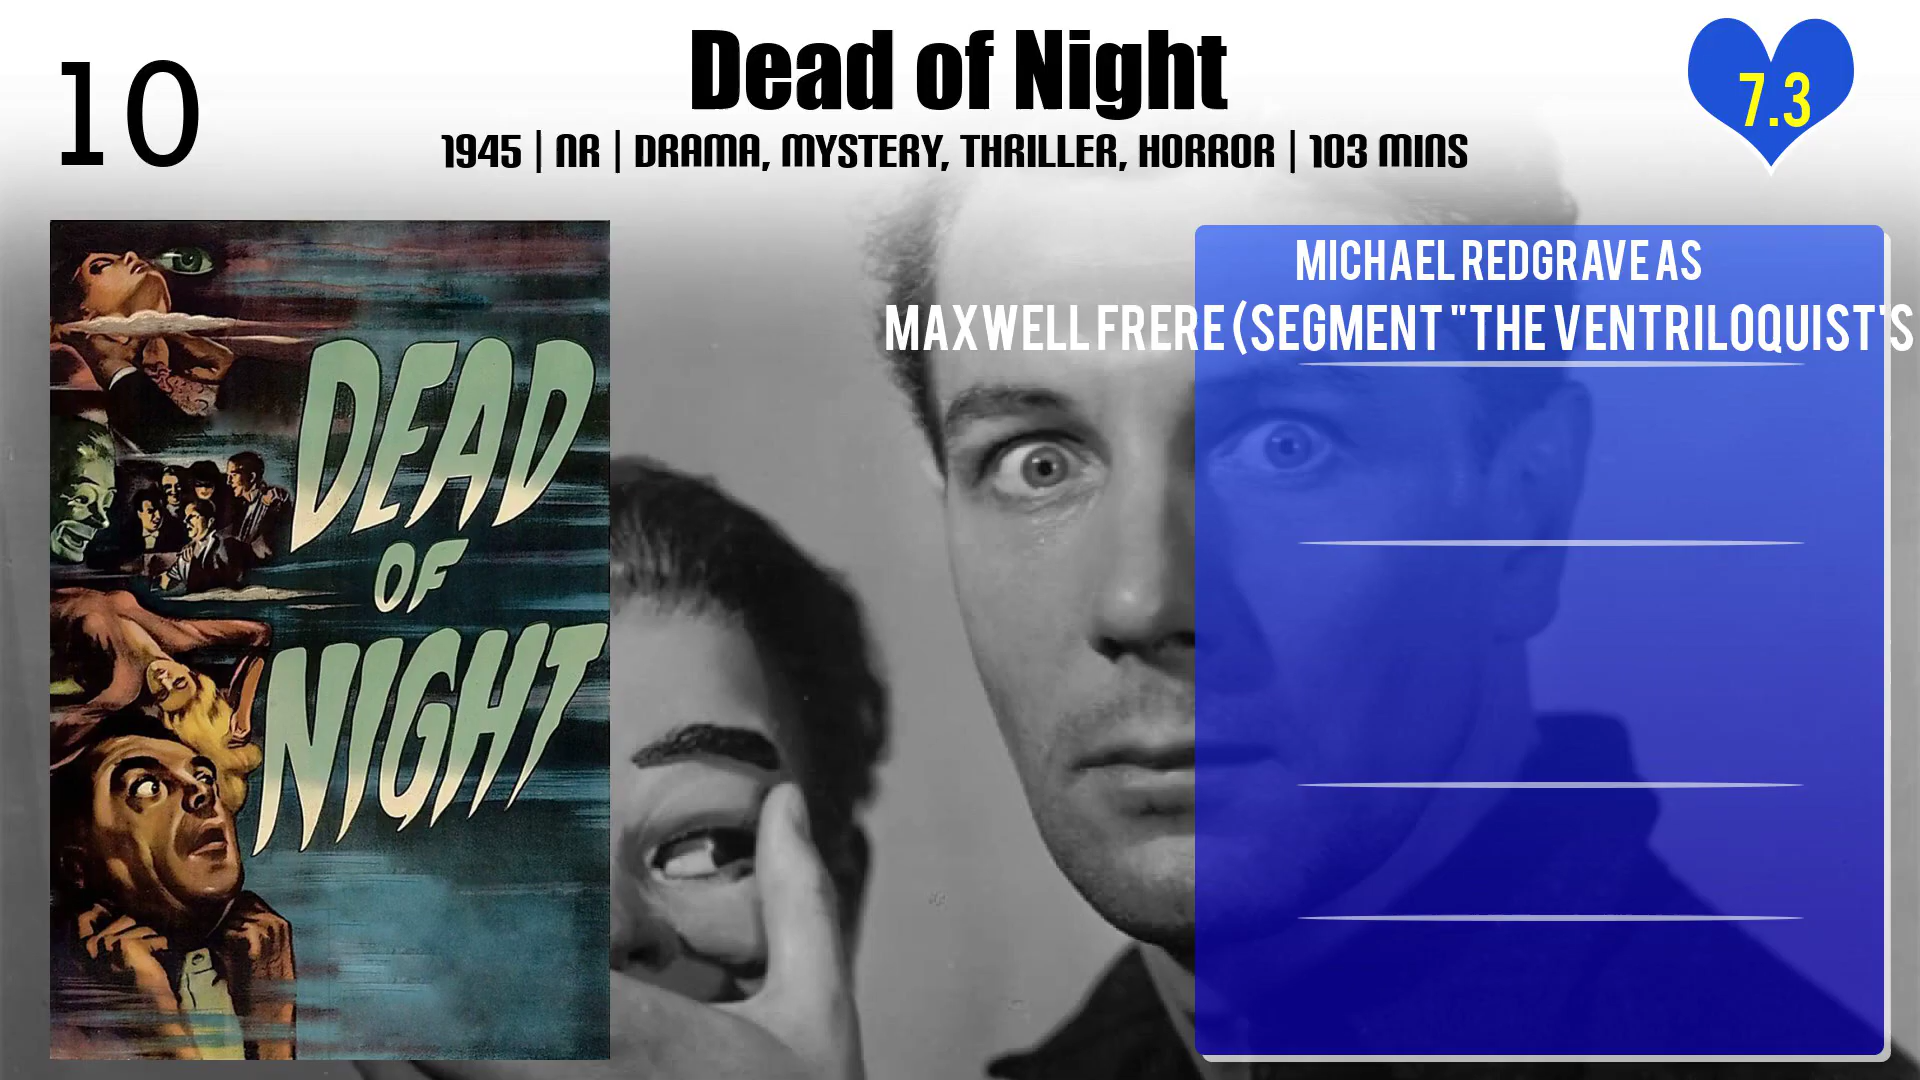 10
Dead of Night
7.3
1945 | NR | DRAMA, MYSTERY, THRILLER, HORROR | 103 MINS
DEAD
OF
NIGHT
MICHAEL REDGRAVE AS
MAXWELL FRERE (SEGMENT "THE VENTRILOQUIST'S